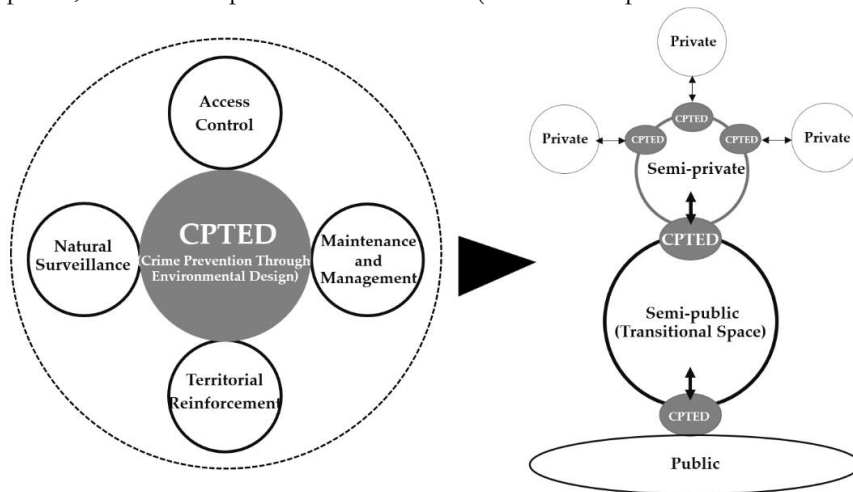 Access
Control
Natural
Surveillance
CPTED
(Crime Prevention Through
Environmental Design)
Maintenance
and
Management
Territorial
Reinforcement
Private
Private
CPTED
CPTED
CPTED
Private
Semi-private
CPTED
Semi-public
(Transitional Space)
CPTED
Public